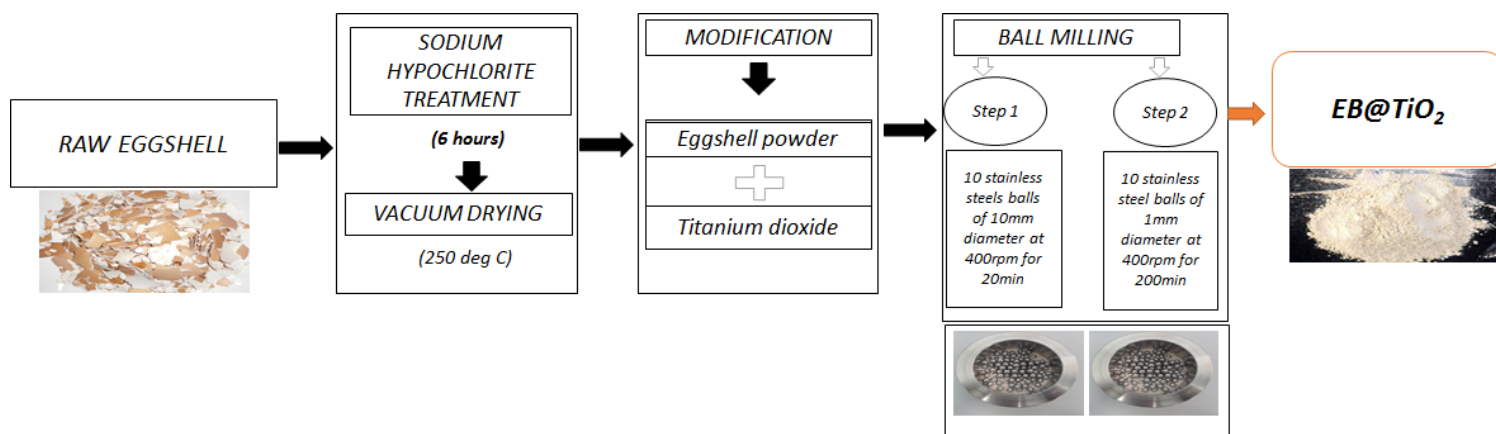 RAW EGGSHELL
SODIUM
HYPOCHLORITE
TREATMENT
(6 hours)
VACUUM DRYING
(250 deg C)
MODIFICATION
Eggshell powder
Titanium dioxide
BALL MILLING
Step 1
10 stainless
steels balls
of 10mm
diameter at
400rpm for
20min
Step 2
10 stainless
steel balls of
1mm
diameter at
400rpm for
200min
EB@TiO₂